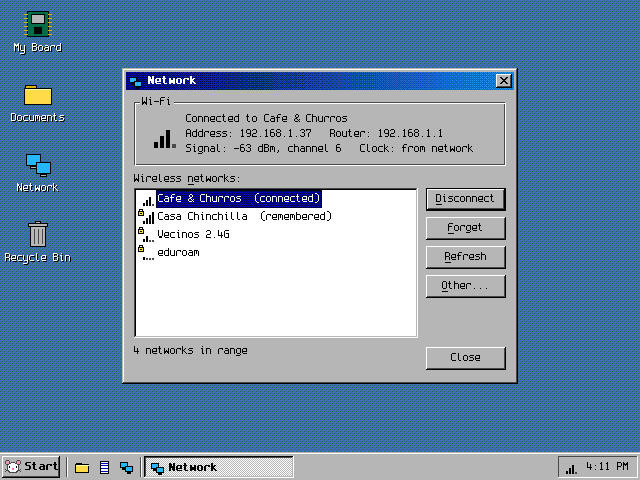 My Board
Documents
Network
Recycle Bin
Network
Wi-Fi
Connected to Cafe & Churros
Address: 192.168.1.37 Router: 192.168.1.1
Signal: -63 dBm, channel 6 Clock: from network
Wireless networks:
Cafe & Churros (connected)
Casa Chinchilla (remembered)
Vecinos 2.4G
eduroam
Disconnect
Forget
Refresh
Other...
4 networks in range
Close
Start
Network
4:11 PM